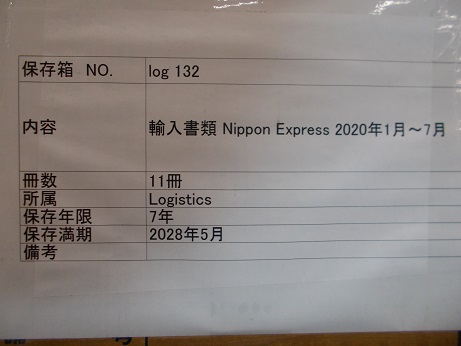 保存箱 NO. log 132
内容 輸入書類 Nippon Express 2020年1月～7月
冊数 11冊
所属 Logistics
保存年限 7年
保存満期 2028年5月
備考